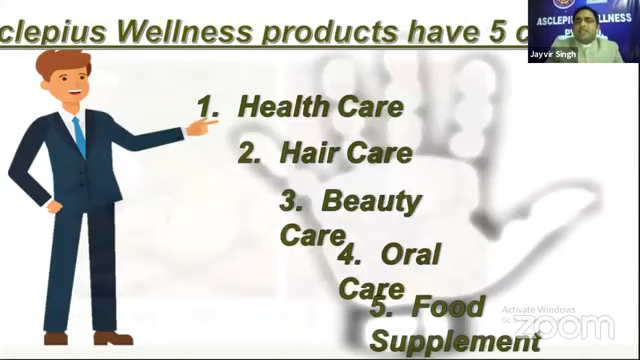 clepius Wellness products have 5 c
ASCLEPIUS WELLNESS
Jayvir Singh
1. Health Care
2. Hair Care
3. Beauty
Care
4. Oral
Care
5. Food
Supplement
Activate Windows
zoom